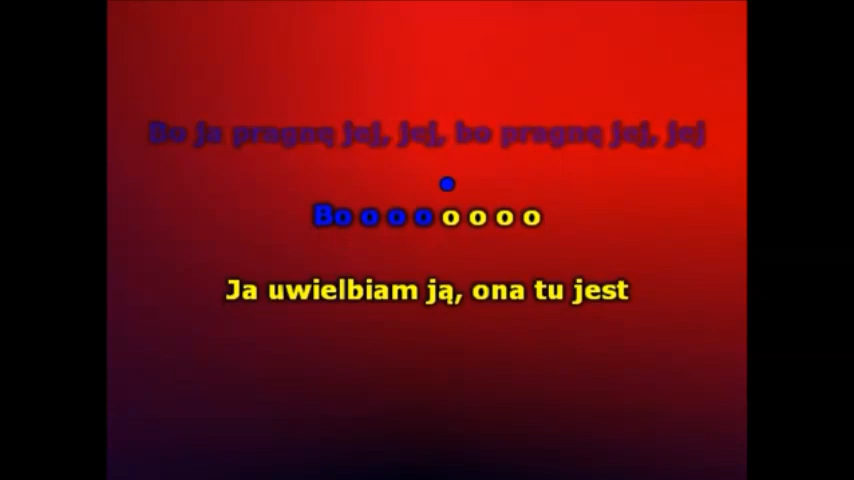 Bo ja pragnę jej, jej, bo pragnę jej, jej
Bo o o o o o o o
Ja uwielbiam ją, ona tu jest